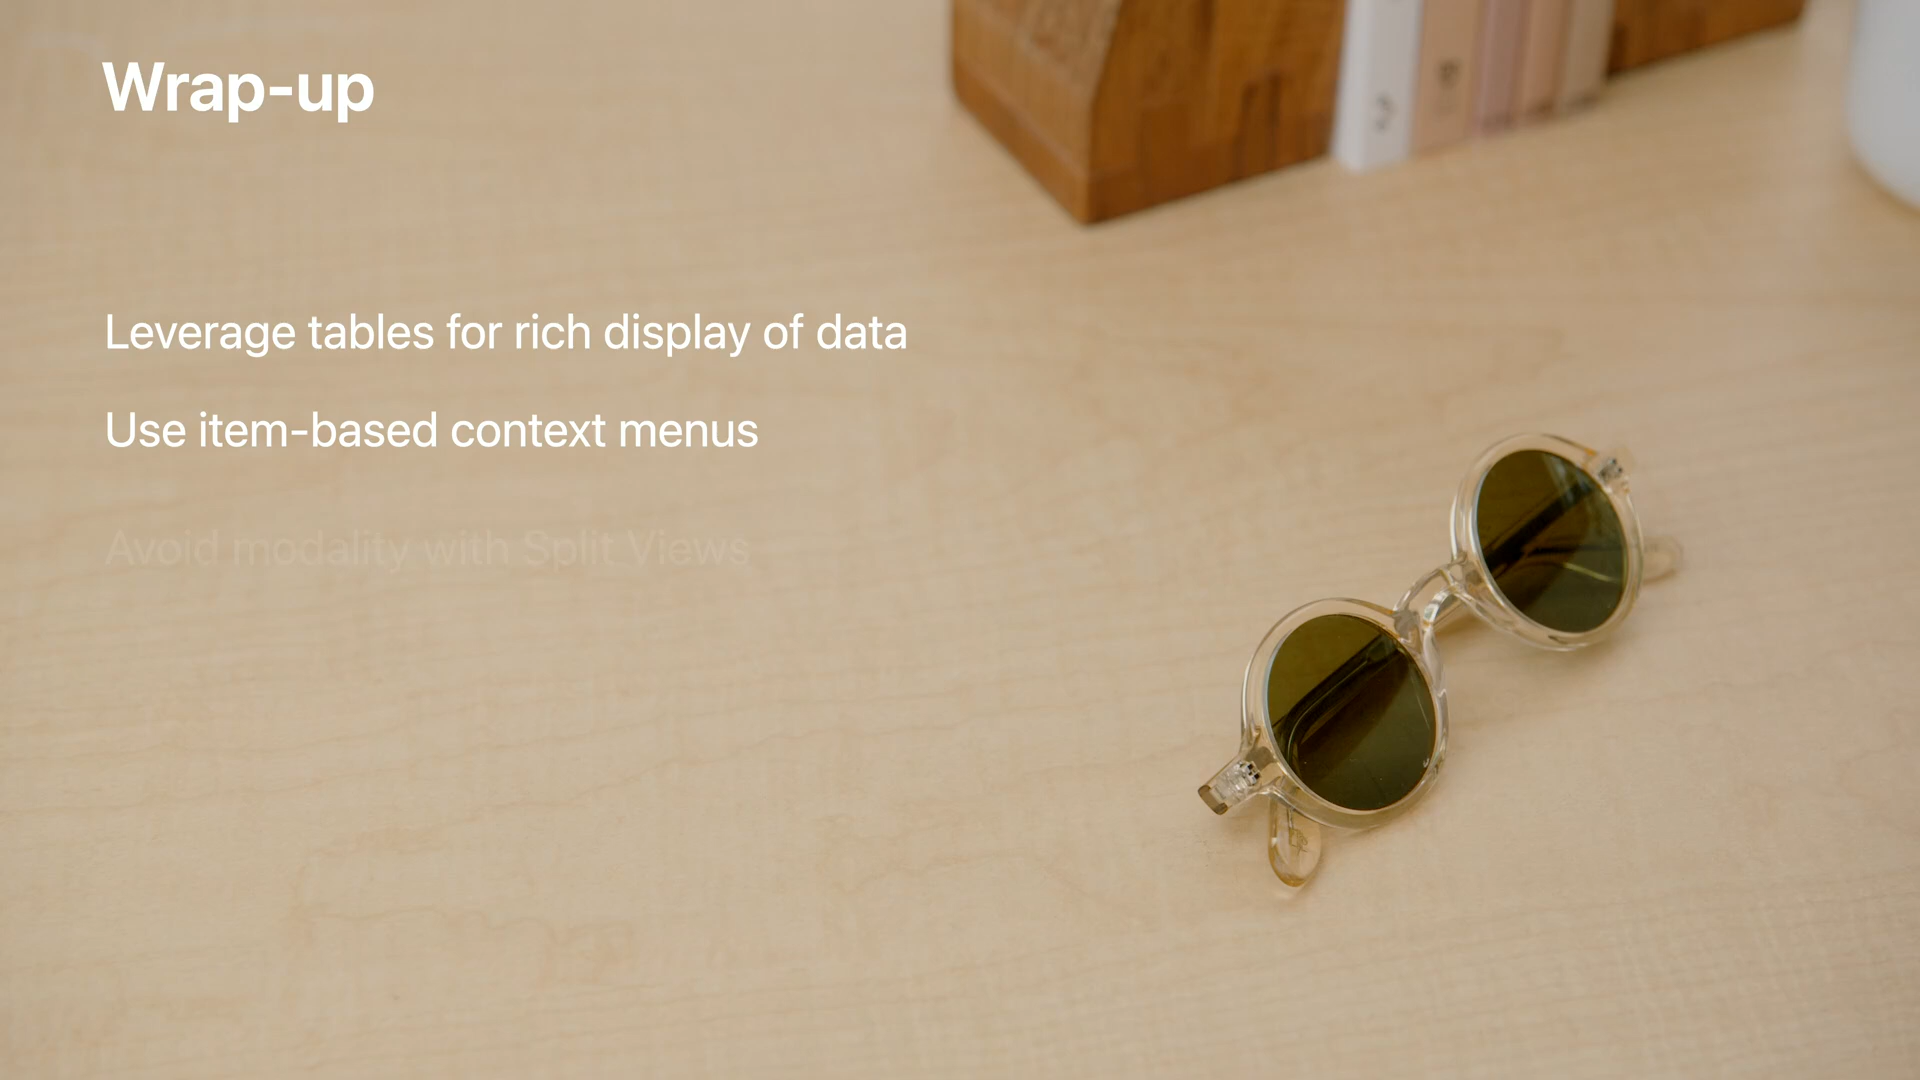 Wrap-up
Leverage tables for rich display of data
Use item-based context menus
Avoid modality with Split Views